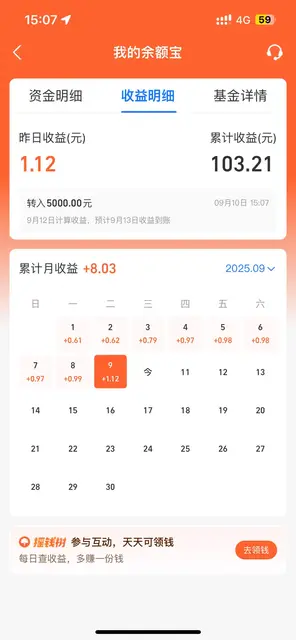 15:07
4G 59
我的余额宝
资金明细 收益明细 基金详情
昨日收益(元) 累计收益(元)
1.12 103.21
转入5000.00元 09月10日 15:07
9月12日计算收益，预计9月13日收益到账
累计月收益 +8.03 2025.09
日 一 二 三 四 五 六
1 2 3 4 5 6
+0.61 +0.62 +0.79 +0.97 +0.98 +0.98
7 8 9 今 11 12 13
+0.97 +0.99 +1.12
14 15 16 17 18 19 20
21 22 23 24 25 26 27
28 29 30
摇钱树 参与互动，天天可领钱
每日查收益，多赚一份钱
去领钱